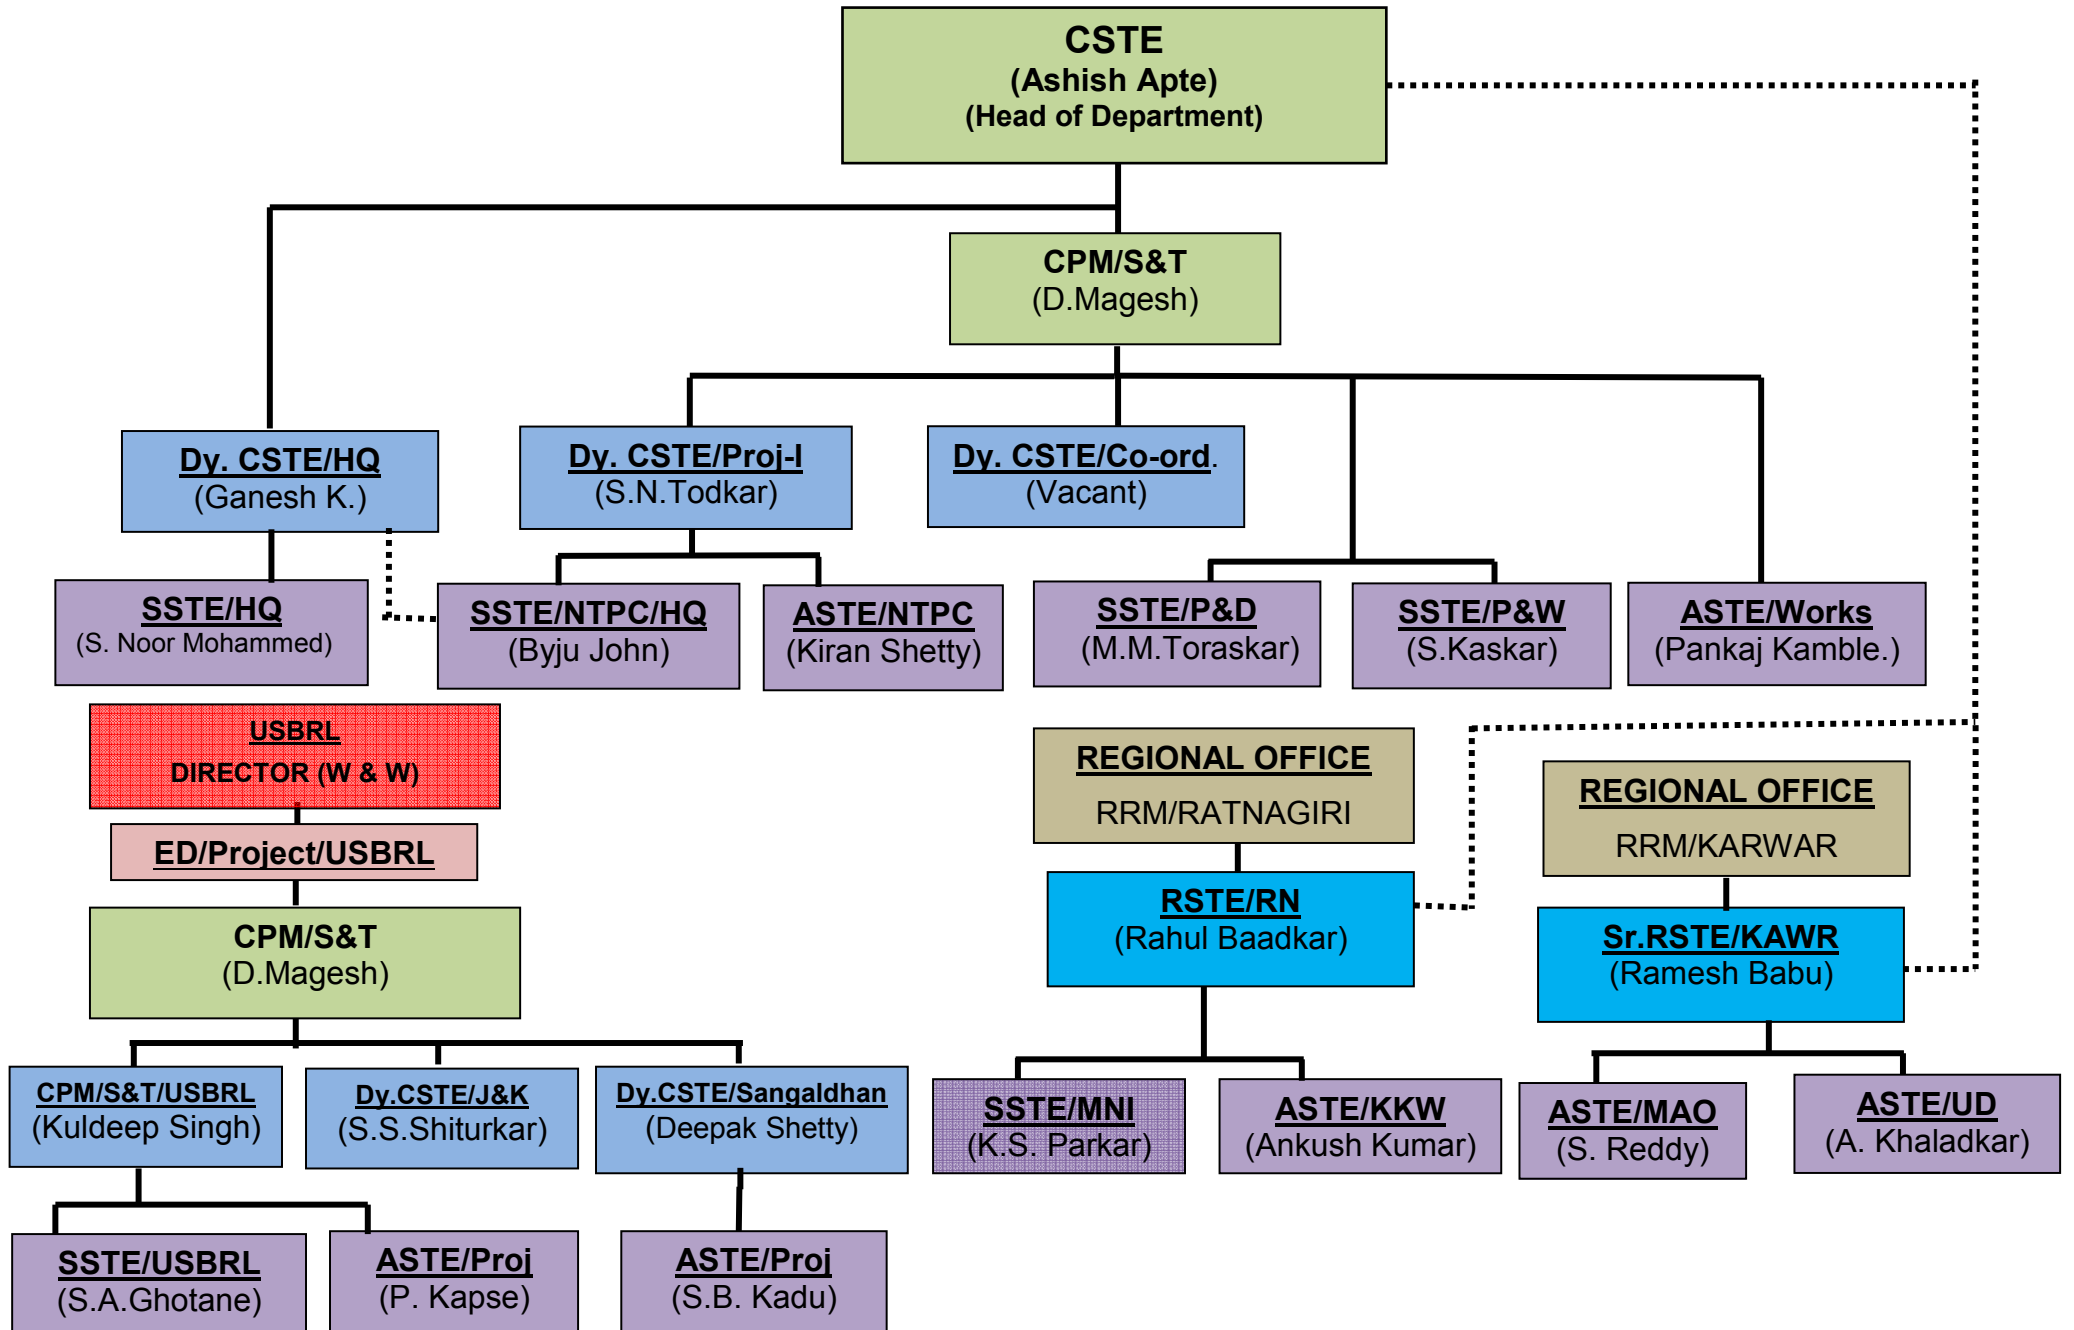 CSTE
(Ashish Apte)
(Head of Department)
CPM/S&T
(D.Magesh)
Dy. CSTE/HQ
(Ganesh K.)
Dy. CSTE/Proj-I
(S.N.Todkar)
Dy. CSTE/Co-ord.
(Vacant)
SSTE/HQ
(S. Noor Mohammed)
SSTE/NTPC/HQ
(Byju John)
ASTE/NTPC
(Kiran Shetty)
SSTE/P&D
(M.M.Toraskar)
SSTE/P&W
(S.Kaskar)
ASTE/Works
(Pankaj Kamble.)
USBRL
DIRECTOR (W & W)
ED/Project/USBRL
CPM/S&T
(D.Magesh)
CPM/S&T/USBRL
(Kuldeep Singh)
Dy.CSTE/J&K
(S.S.Shiturkar)
Dy.CSTE/Sangaldhan
(Deepak Shetty)
SSTE/USBRL
(S.A.Ghotane)
ASTE/Proj
(P. Kapse)
ASTE/Proj
(S.B. Kadu)
REGIONAL OFFICE
RRM/RATNAGIRI
RSTE/RN
(Rahul Baadkar)
SSTE/MNI
(K.S. Parkar)
ASTE/KKW
(Ankush Kumar)
REGIONAL OFFICE
RRM/KARWAR
Sr.RSTE/KAWR
(Ramesh Babu)
ASTE/MAO
(S. Reddy)
ASTE/UD
(A. Khaladkar)